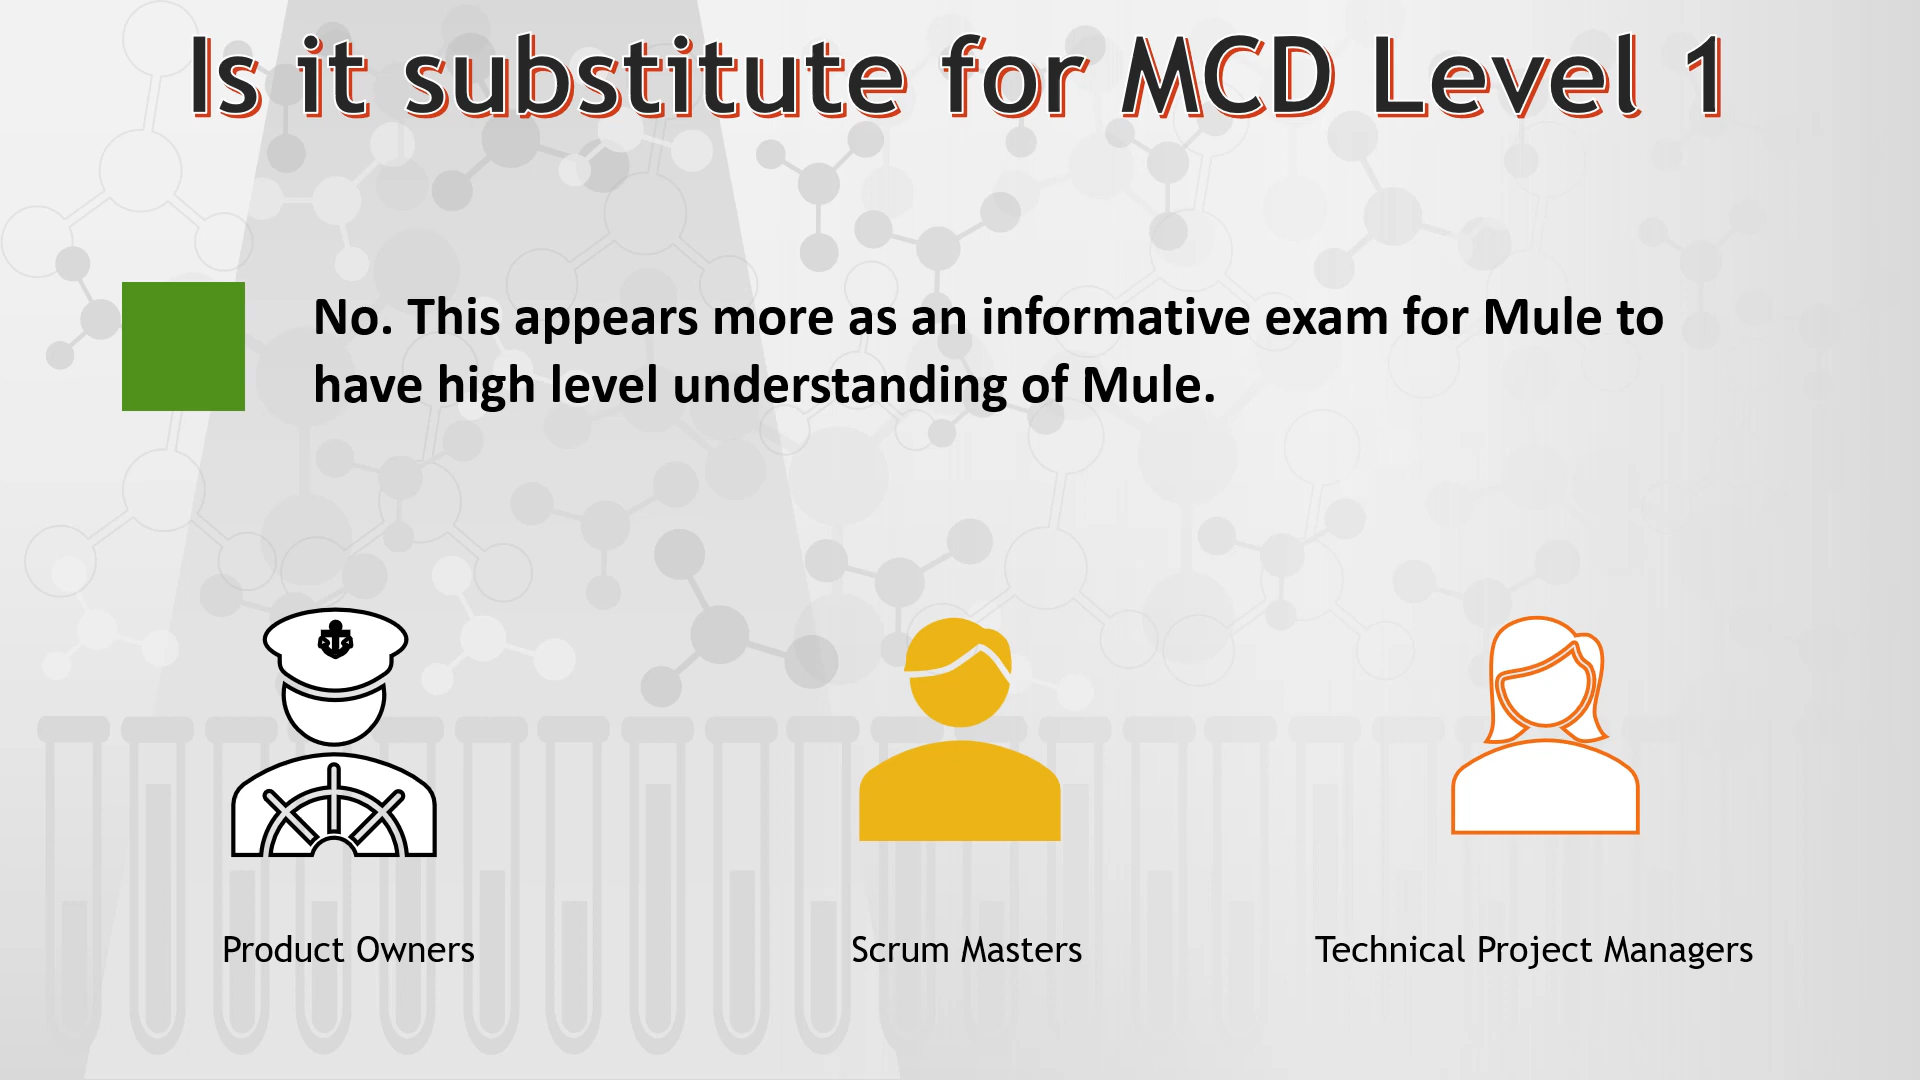 Is it substitute for MCD Level 1
No. This appears more as an informative exam for Mule to
have high level understanding of Mule.
Product Owners
Scrum Masters
Technical Project Managers